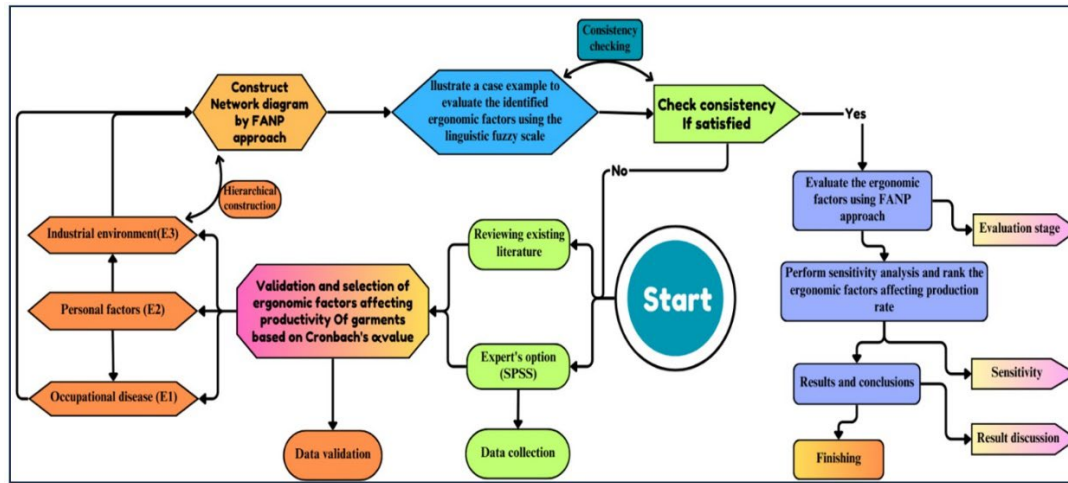 Consistency
checking
Construct
Network diagram
by FANP
approach
llustrate a case example to
evaluate the identified
ergonomic factors using the
linguistic fuzzy scale
Check consistency
If satisfied
Yes
No
Hierarchical
construction
Industrial environment(E3)
Personal factors (E2)
Occupational disease (E1)
Validation and selection of
ergonomic factors affecting
productivity Of garments
based on Cronbach's αvalue
Data validation
Reviewing existing
literature
Expert's option
(SPSS)
Data collection
Start
Evaluate the ergonomic
factors using FANP
approach
Evaluation stage
Perform sensitivity analysis and rank the
ergonomic factors affecting production
rate
Sensitivity
Results and conclusions
Result discussion
Finishing